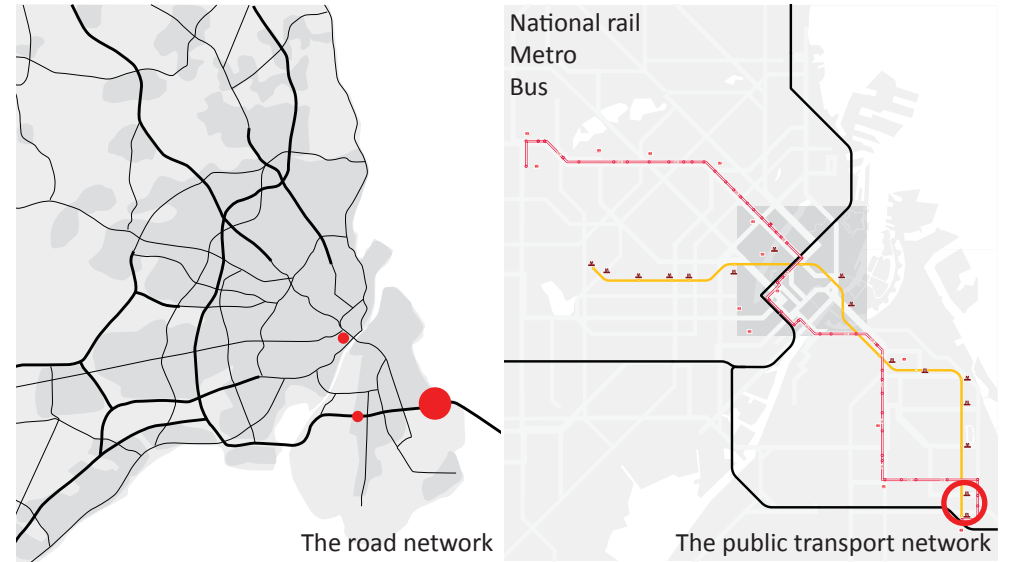 National rail
Metro
Bus
The road network
The public transport network